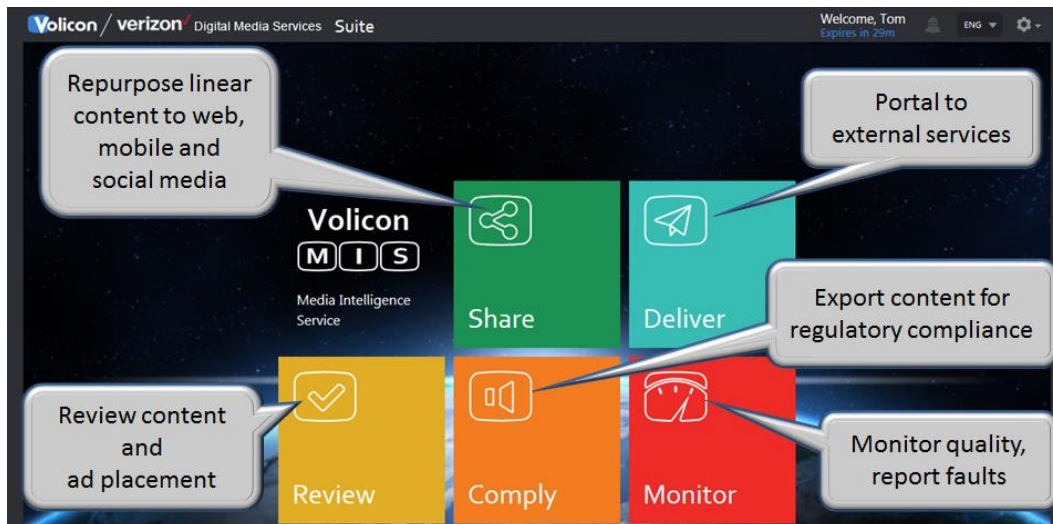 Volicon / verizon✓ Digital Media Services Suite
Welcome, Tom
Expires in 29m
ENG
Repurpose linear
content to web,
mobile and
social media
Portal to
external services
Volicon
MIS
Media Intelligence
Service
Share
Deliver
Export content for
regulatory compliance
Review content
and
ad placement
Review
Comply
Monitor
Monitor quality,
report faults